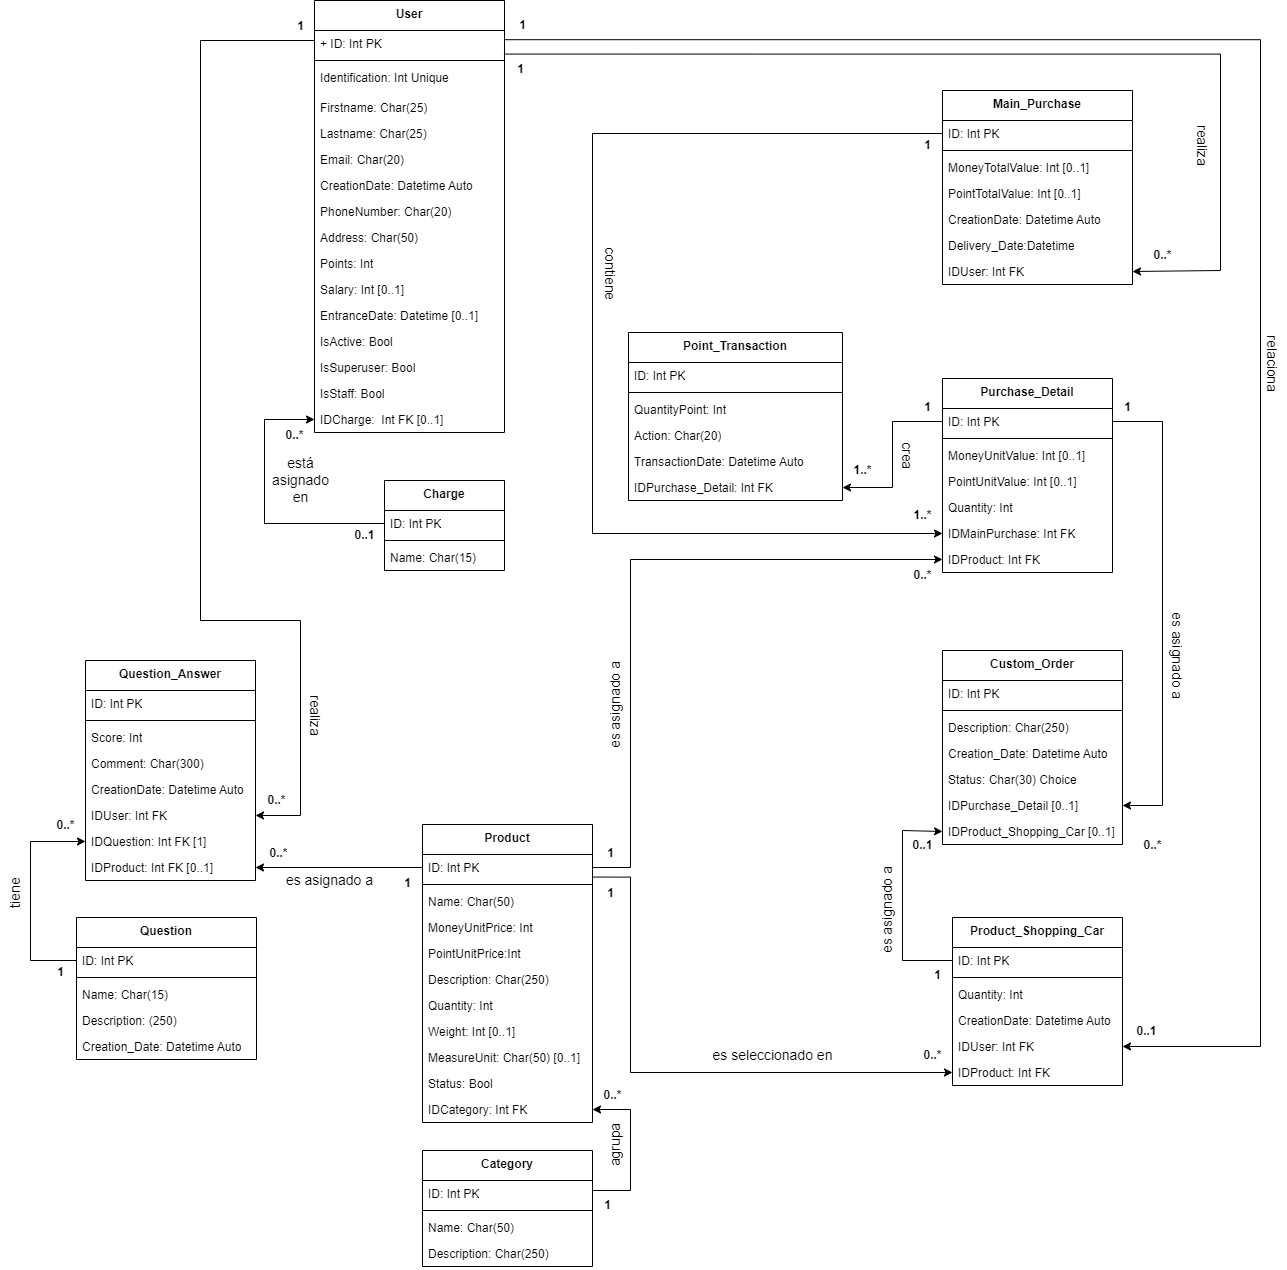 User
1
1
+ ID: Int PK
1
Identification: Int Unique
Firstname: Char(25)
Lastname: Char(25)
Email: Char(20)
CreationDate: Datetime Auto
PhoneNumber: Char(20)
Address: Char(50)
Points: Int
Salary: Int [0..1]
EntranceDate: Datetime [0..1]
IsActive: Bool
IsSuperuser: Bool
IsStaff: Bool
IDCharge: Int FK [0..1]
0..*
está
asignado
en
Charge
ID: Int PK
0..1
Name: Char(15)
Main_Purchase
ID: Int PK
1
MoneyTotalValue: Int [0..1]
PointTotalValue: Int [0..1]
CreationDate: Datetime Auto
Delivery_Date:Datetime
IDUser: Int FK
0..*
realiza
contiene
relaciona
Point_Transaction
ID: Int PK
QuantityPoint: Int
Action: Char(20)
TransactionDate: Datetime Auto
IDPurchase_Detail: Int FK
1..*
crea
Purchase_Detail
1
1
ID: Int PK
MoneyUnitValue: Int [0..1]
PointUnitValue: Int [0..1]
Quantity: Int
1..*
IDMainPurchase: Int FK
IDProduct: Int FK
0..*
es asignado a
es asignado a
Question_Answer
ID: Int PK
Score: Int
Comment: Char(300)
CreationDate: Datetime Auto
IDUser: Int FK
IDQuestion: Int FK [1]
IDProduct: Int FK [0..1]
realiza
0..*
0..*
0..*
es asignado a
tiene
Question
ID: Int PK
1
Name: Char(15)
Description: (250)
Creation_Date: Datetime Auto
Custom_Order
ID: Int PK
Description: Char(250)
Creation_Date: Datetime Auto
Status: Char(30) Choice
IDPurchase_Detail [0..1]
IDProduct_Shopping_Car [0..1]
0..1
0..*
es asignado a
Product
1
ID: Int PK
1
1
Name: Char(50)
MoneyUnitPrice: Int
PointUnitPrice:Int
Description: Char(250)
Quantity: Int
Weight: Int [0..1]
MeasureUnit: Char(50) [0..1]
Status: Bool
IDCategory: Int FK
0..*
es seleccionado en
Product_Shopping_Car
ID: Int PK
1
Quantity: Int
CreationDate: Datetime Auto
IDUser: Int FK
IDProduct: Int FK
0..1
0..*
agrupa
Category
ID: Int PK
1
Name: Char(50)
Description: Char(250)